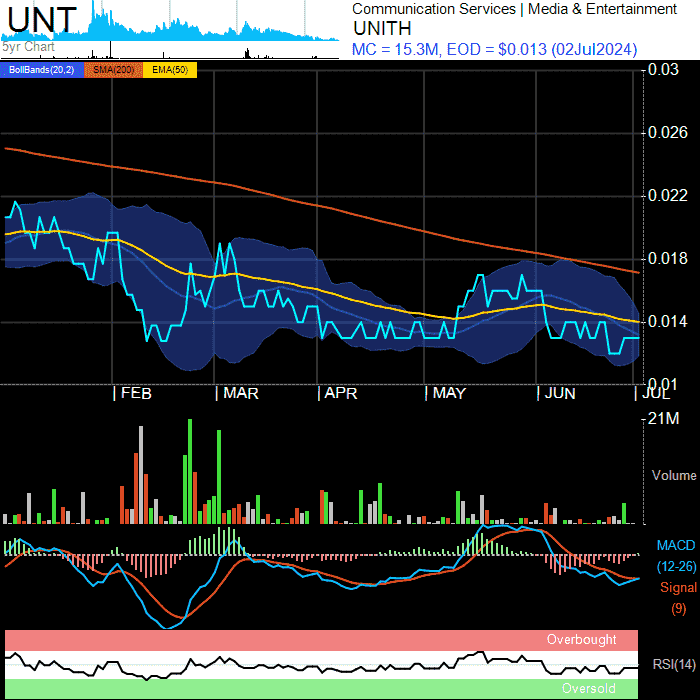 UNT
5yr Chart
Communication Services | Media & Entertainment
UNITH
MC = 15.3M, EOD = $0.013 (02Jul2024)
BollBands(20,2) SMA(200) EMA(50)
0.03
0.026
0.022
0.018
0.014
0.01
FEB MAR APR MAY JUN JUL
21M
Volume
MACD
(12-26)
Signal
(9)
Overbought
RSI(14)
Oversold